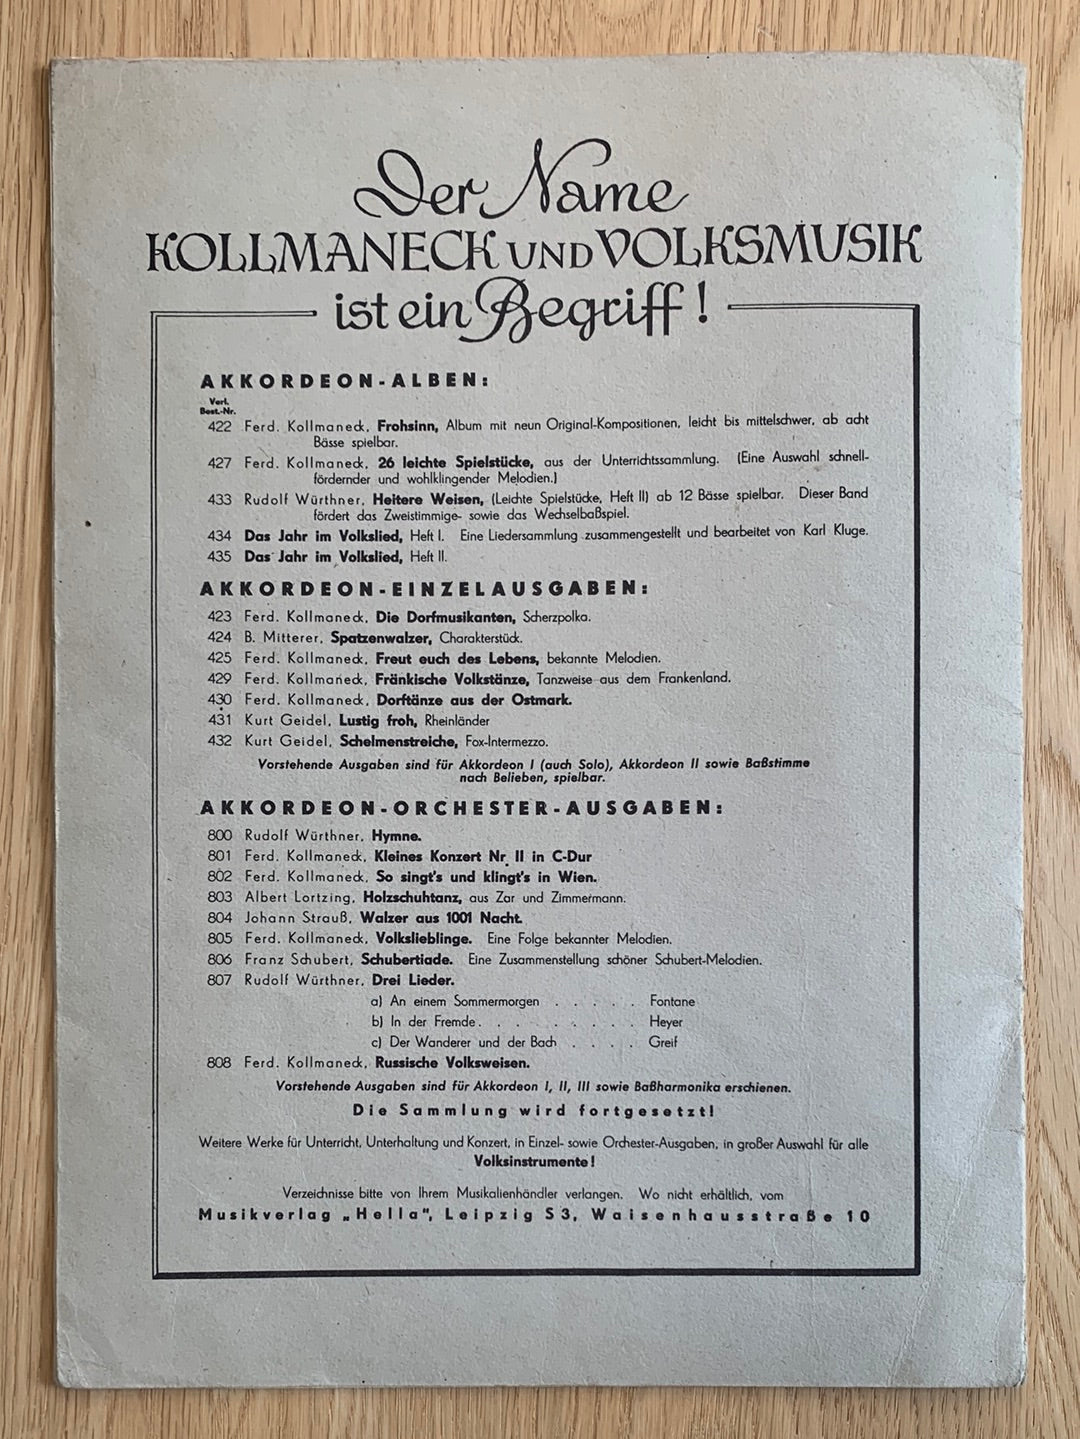 Der Name
KOLLMANECK UND VOLKSMUSIK
ist ein Begriff!
AKKORDEON-ALBEN:
Verl.
Best.-Nr.
422 Ferd. Kollmaneck, Frohsinn, Album mit neun Original-Kompositionen, leicht bis mittelschwer, ab acht
Bässe spielbar.
427 Ferd. Kollmaneck, 26 leichte Spielstücke, aus der Unterrichtssammlung. (Eine Auswahl schnell-
fördernder und wohlklingender Melodien.)
433 Rudolf Würthner, Heitere Weisen, (Leichte Spielstücke, Heft II) ab 12 Bässe spielbar. Dieser Band
fördert das Zweistimmige- sowie das Wechselbaßspiel.
434 Das Jahr im Volkslied, Heft I. Eine Liedersammlung zusammengestellt und bearbeitet von Karl Kluge.
435 Das Jahr im Volkslied, Heft II.
AKKORDEON-EINZELAUSGABEN:
423 Ferd. Kollmaneck, Die Dorfmusikanten, Scherzpolka.
424 B. Mitterer, Spatzenwalzer, Charakterstück.
425 Ferd. Kollmaneck, Freut euch des Lebens, bekannte Melodien.
429 Ferd. Kollmaneck, Fränkische Volkstänze, Tanzweise aus dem Frankenland.
430 Ferd. Kollmaneck, Dorftänze aus der Ostmark.
431 Kurt Geidel, Lustig froh, Rheinländer
432 Kurt Geidel, Schelmenstreiche, Fox-Intermezzo.
Vorstehende Ausgaben sind für Akkordeon I (auch Solo), Akkordeon II sowie Baßstimme
nach Belieben, spielbar.
AKKORDEON-ORCHESTER-AUSGABEN:
800 Rudolf Würthner, Hymne.
801 Ferd. Kollmaneck, Kleines Konzert Nr. II in C-Dur
802 Ferd. Kollmaneck, So singt's und klingt's in Wien.
803 Albert Lortzing, Holzschuhtanz, aus Zar und Zimmermann.
804 Johann Strauß, Walzer aus 1001 Nacht.
805 Ferd. Kollmaneck, Volkslieblinge. Eine Folge bekannter Melodien.
806 Franz Schubert, Schubertiade. Eine Zusammenstellung schöner Schubert-Melodien.
807 Rudolf Würthner, Drei Lieder.
a) An einem Sommermorgen . . . . . Fontane
b) In der Fremde . . . . . . . . Heyer
c) Der Wanderer und der Bach . . . . Greif
808 Ferd. Kollmaneck, Russische Volksweisen.
Vorstehende Ausgaben sind für Akkordeon I, II, III sowie Baßharmonika erschienen.
Die Sammlung wird fortgesetzt!
Weitere Werke für Unterricht, Unterhaltung und Konzert, in Einzel- sowie Orchester-Ausgaben, in großer Auswahl für alle
Volksinstrumente!
Verzeichnisse bitte von Ihrem Musikalienhändler verlangen. Wo nicht erhältlich, vom
Musikverlag „Hella“, Leipzig S 3, Waisenhausstraße 10